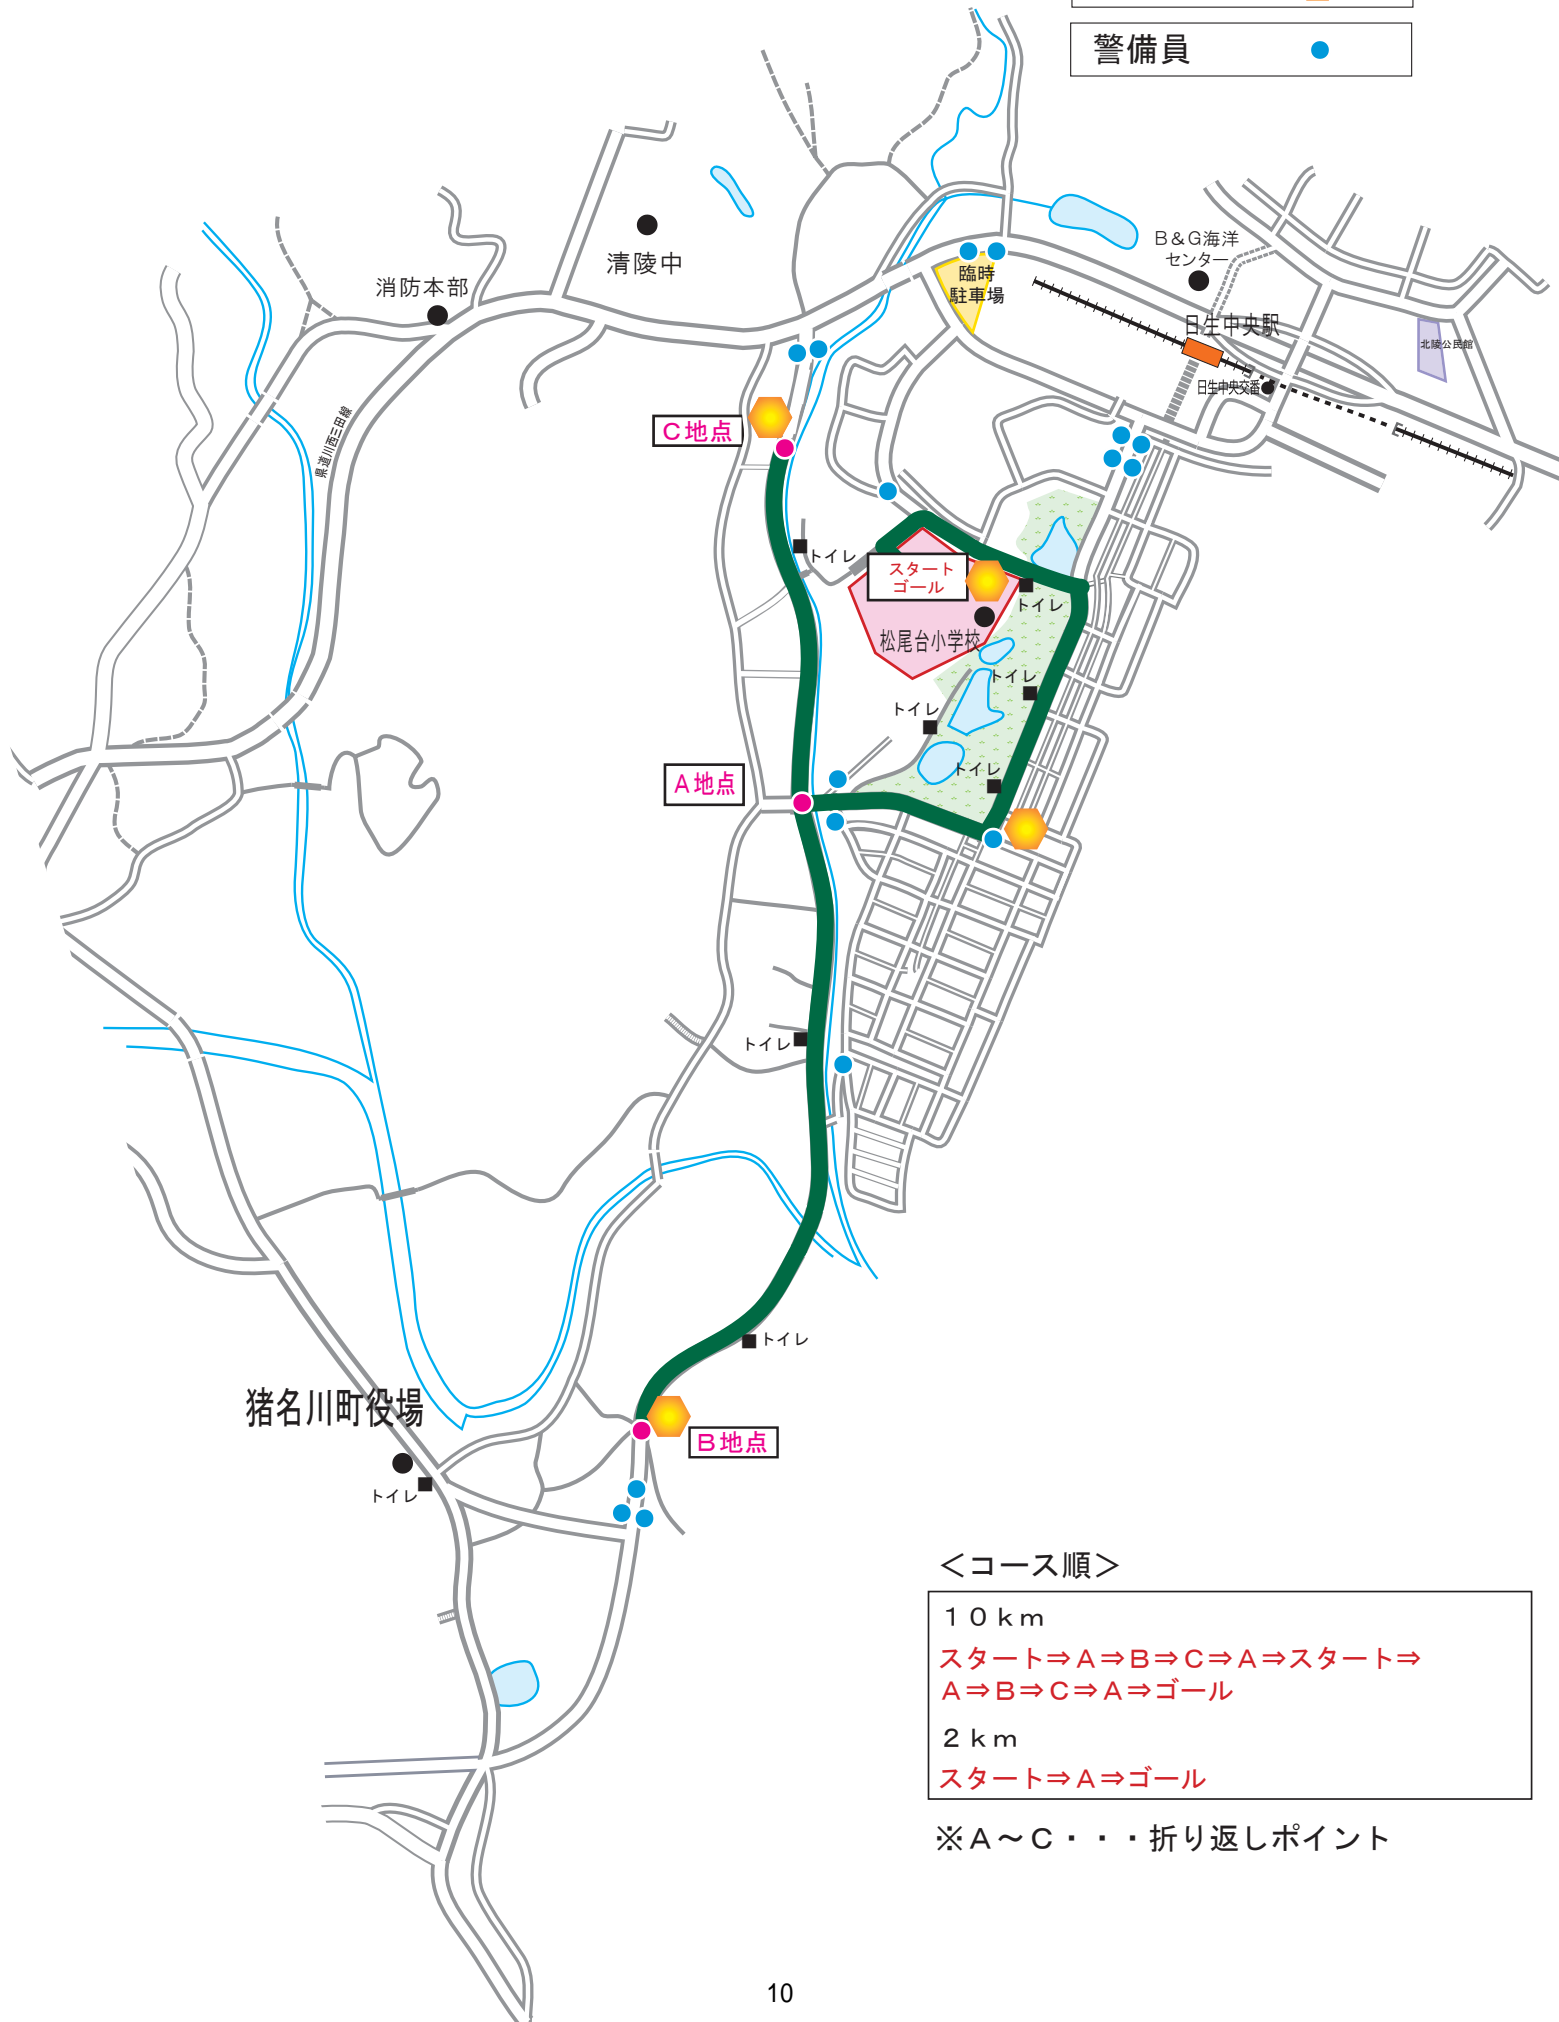 警備員
B＆G海洋
センター
清陵中
臨時
駐車場
消防本部
日生中央駅
北陵公民館
日生中央交番
県道川西三田線
C地点
トイレ
スタート
ゴール
トイレ
松尾台小学校
トイレ
トイレ
トイレ
A地点
トイレ
トイレ
猪名川町役場
B地点
トイレ
＜コース順＞
１０ｋｍ
スタート⇒A⇒B⇒C⇒A⇒スタート⇒
A⇒B⇒C⇒A⇒ゴール
２ｋｍ
スタート⇒A⇒ゴール
※A～C・・・折り返しポイント
10